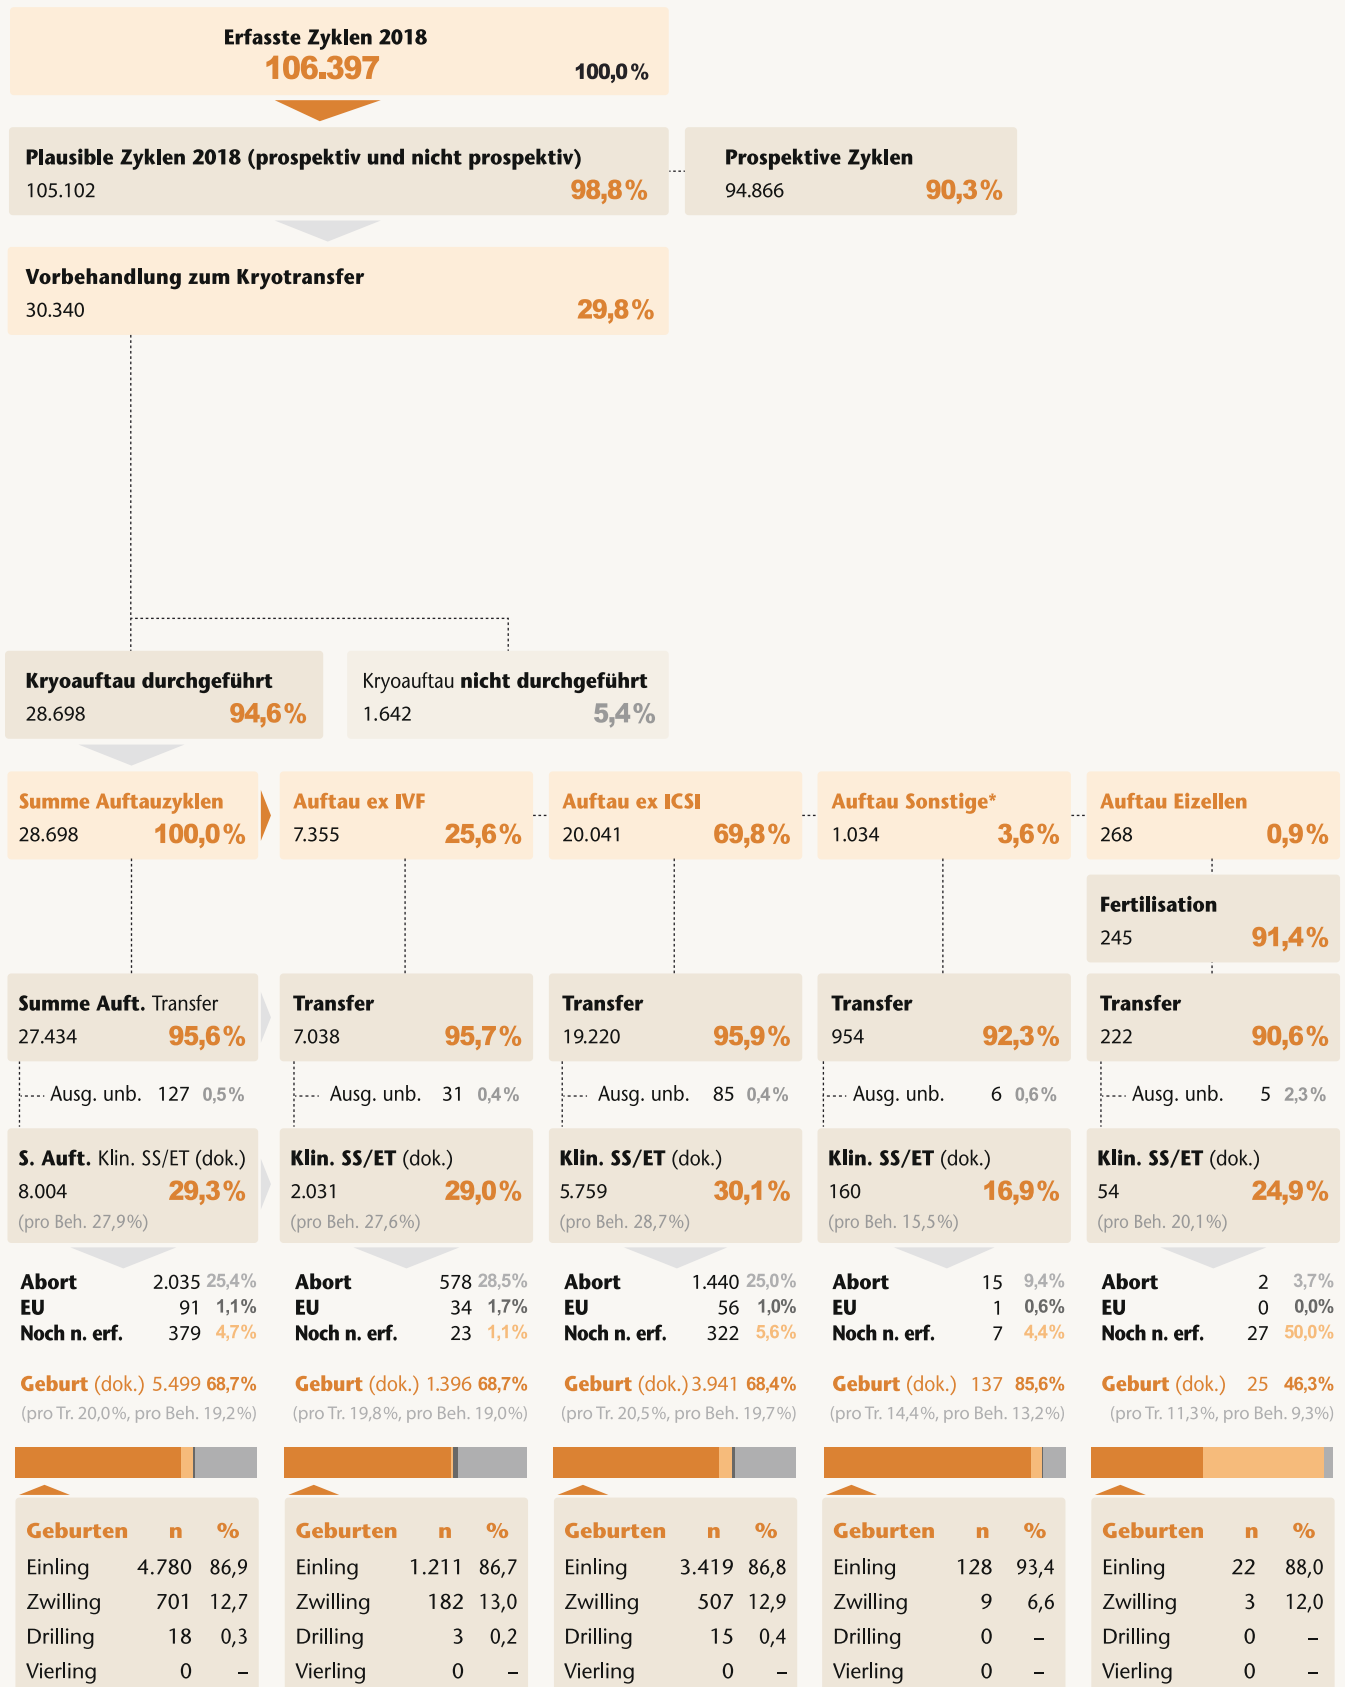 Erfasste Zyklen 2018
106.397 100,0 %
Plausible Zyklen 2018 (prospektiv und nicht prospektiv)
105.102 98,8 %
Prospektive Zyklen
94.866 90,3 %
Vorbehandlung zum Kryotransfer
30.340 29,8 %
Kryoauftau durchgeführt
28.698 94,6 %
Kryoauftau nicht durchgeführt
1.642 5,4 %
Summe Auftauzyklen
28.698 100,0 %
Auftau ex IVF
7.355 25,6 %
Auftau ex ICSI
20.041 69,8 %
Auftau Sonstige*
1.034 3,6 %
Auftau Eizellen
268 0,9 %
Fertilisation
245 91,4 %
Summe Auft. Transfer
27.434 95,6 %
Transfer
7.038 95,7 %
Transfer
19.220 95,9 %
Transfer
954 92,3 %
Transfer
222 90,6 %
Ausg. unb. 127 0,5 %
Ausg. unb. 31 0,4 %
Ausg. unb. 85 0,4 %
Ausg. unb. 6 0,6 %
Ausg. unb. 5 2,3 %
S. Auft. Klin. SS/ET (dok.)
8.004 29,3 %
(pro Beh. 27,9 %)
Klin. SS/ET (dok.)
2.031 29,0 %
(pro Beh. 27,6 %)
Klin. SS/ET (dok.)
5.759 30,1 %
(pro Beh. 28,7 %)
Klin. SS/ET (dok.)
160 16,9 %
(pro Beh. 15,5 %)
Klin. SS/ET (dok.)
54 24,9 %
(pro Beh. 20,1 %)
Abort 2.035 25,4%
EU 91 1,1%
Noch n. erf. 379 4,7%
Geburt (dok.) 5.499 68,7%
(pro Tr. 20,0 %, pro Beh. 19,2 %)
Abort 578 28,5%
EU 34 1,7%
Noch n. erf. 23 1,1%
Geburt (dok.) 1.396 68,7%
(pro Tr. 19,8 %, pro Beh. 19,0 %)
Abort 1.440 25,0%
EU 56 1,0%
Noch n. erf. 322 5,6%
Geburt (dok.) 3.941 68,4%
(pro Tr. 20,5 %, pro Beh. 19,7 %)
Abort 15 9,4%
EU 1 0,6%
Noch n. erf. 7 4,4%
Geburt (dok.) 137 85,6%
(pro Tr. 14,4 %, pro Beh. 13,2 %)
Abort 2 3,7%
EU 0 0,0%
Noch n. erf. 27 50,0%
Geburt (dok.) 25 46,3%
(pro Tr. 11,3 %, pro Beh. 9,3 %)
Geburten n %
Einling 4.780 86,9
Zwilling 701 12,7
Drilling 18 0,3
Vierling 0 –
Geburten n %
Einling 1.211 86,7
Zwilling 182 13,0
Drilling 3 0,2
Vierling 0 –
Geburten n %
Einling 3.419 86,8
Zwilling 507 12,9
Drilling 15 0,4
Vierling 0 –
Geburten n %
Einling 128 93,4
Zwilling 9 6,6
Drilling 0 –
Vierling 0 –
Geburten n %
Einling 22 88,0
Zwilling 3 12,0
Drilling 0 –
Vierling 0 –